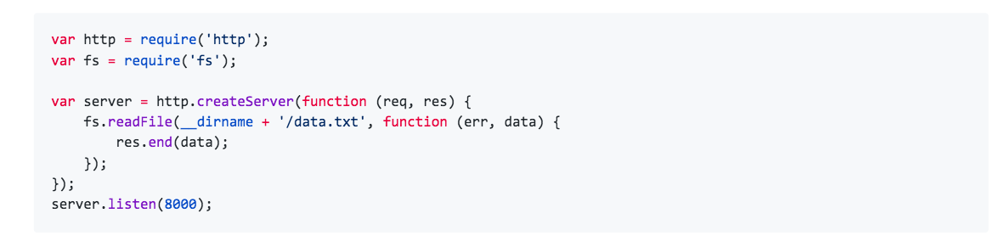 var http = require('http');
var fs = require('fs');

var server = http.createServer(function (req, res) {
    fs.readFile(__dirname + '/data.txt', function (err, data) {
        res.end(data);
    });
});
server.listen(8000);